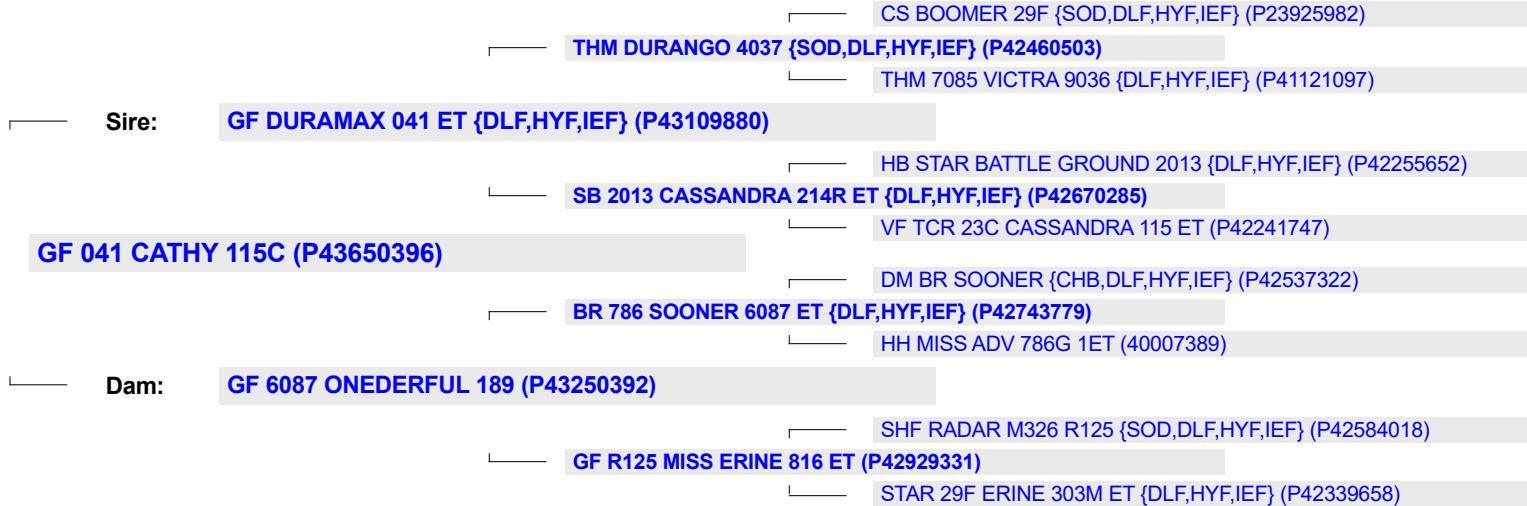 CS BOOMER 29F {SOD,DLF,HYF,IEF} (P23925982)
THM DURANGO 4037 {SOD,DLF,HYF,IEF} (P42460503)
THM 7085 VICTRA 9036 {DLF,HYF,IEF} (P41121097)
Sire: GF DURAMAX 041 ET {DLF,HYF,IEF} (P43109880)
HB STAR BATTLE GROUND 2013 {DLF,HYF,IEF} (P42255652)
SB 2013 CASSANDRA 214R ET {DLF,HYF,IEF} (P42670285)
VF TCR 23C CASSANDRA 115 ET (P42241747)
GF 041 CATHY 115C (P43650396)
DM BR SOONER {CHB,DLF,HYF,IEF} (P42537322)
BR 786 SOONER 6087 ET {DLF,HYF,IEF} (P42743779)
HH MISS ADV 786G 1ET (40007389)
Dam: GF 6087 ONEDERFUL 189 (P43250392)
SHF RADAR M326 R125 {SOD,DLF,HYF,IEF} (P42584018)
GF R125 MISS ERINE 816 ET (P42929331)
STAR 29F ERINE 303M ET {DLF,HYF,IEF} (P42339658)